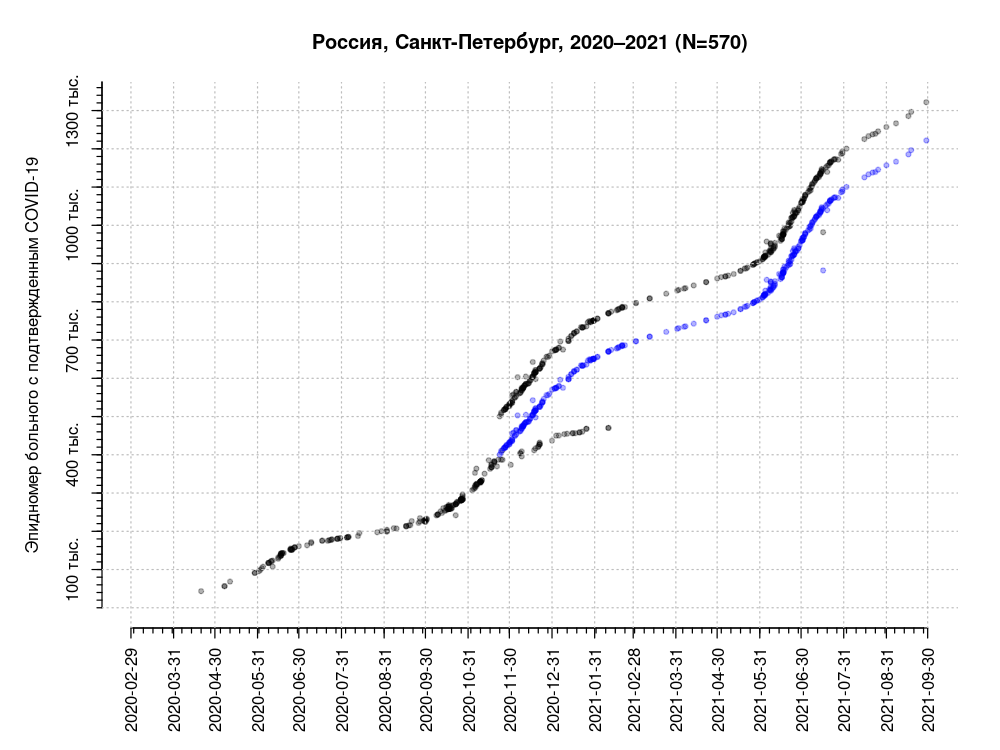 Россия, Санкт-Петербург, 2020–2021 (N=570)
Эпидномер больного с подтвержденным COVID-19
1300 тыс.
1000 тыс.
700 тыс.
400 тыс.
100 тыс.
2020-02-29
2020-03-31
2020-04-30
2020-05-31
2020-06-30
2020-07-31
2020-08-31
2020-09-30
2020-10-31
2020-11-30
2020-12-31
2021-01-31
2021-02-28
2021-03-31
2021-04-30
2021-05-31
2021-06-30
2021-07-31
2021-08-31
2021-09-30